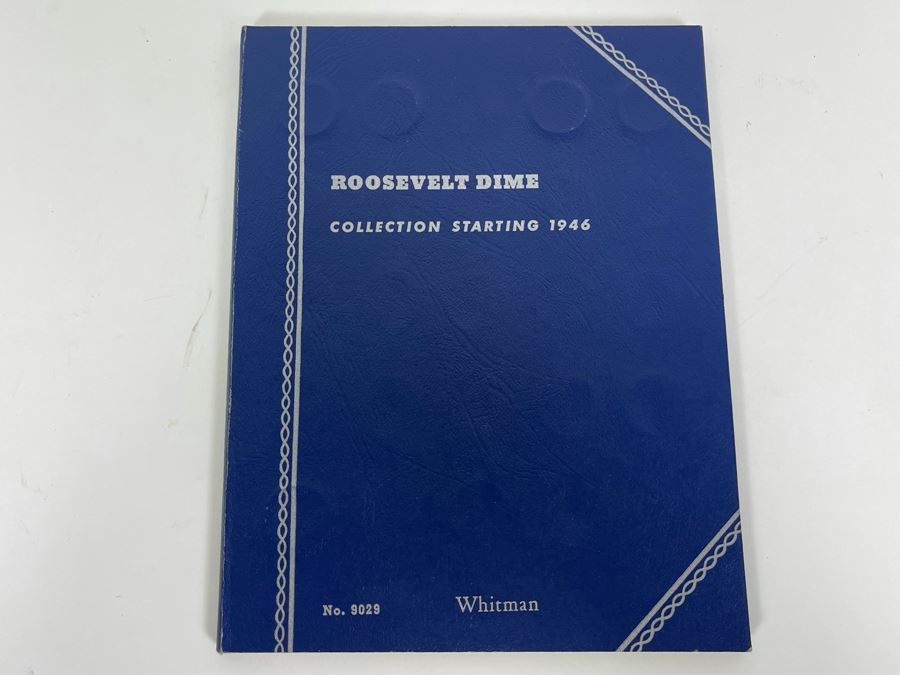 ROOSEVELT DIME
COLLECTION STARTING 1946
No. 9029
Whitman